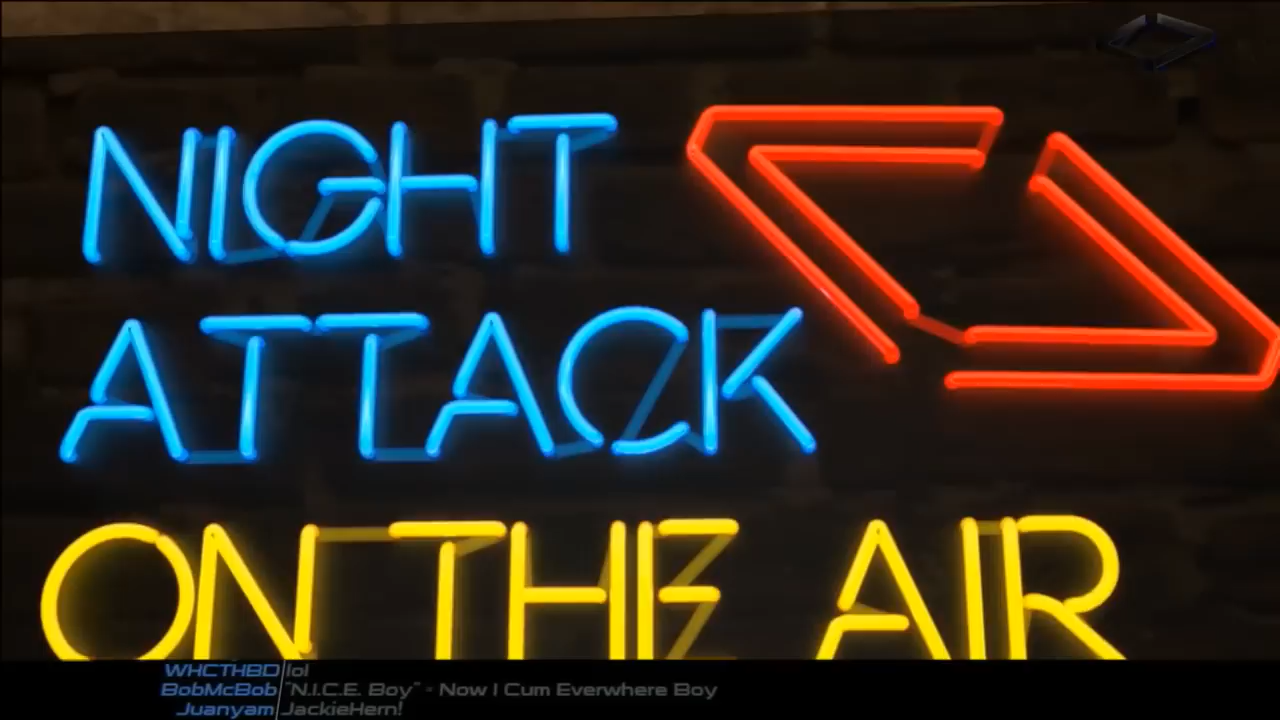 NIGHT
ATTACK
ON THE AIR
WHCTHBD lol
BobMcBob "N.I.C.E. Boy" - Now I Cum Everwhere Boy
Juanyam JackieHern!